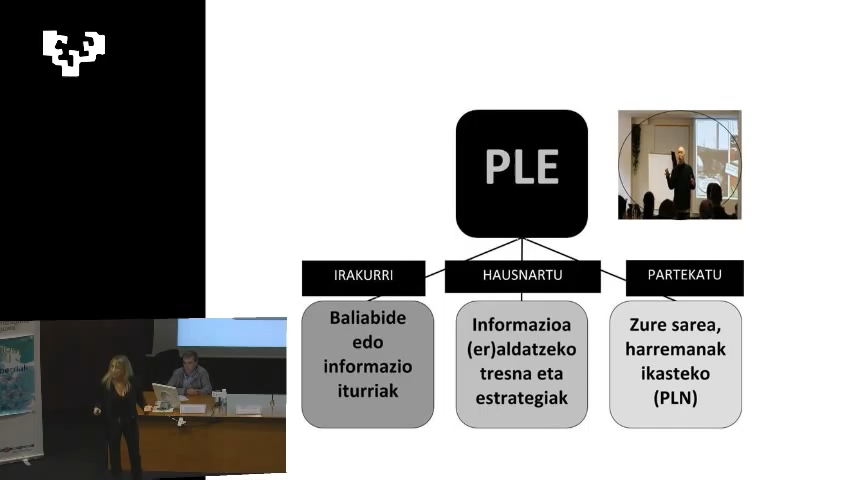 PLE
IRAKURRI
HAUSNARTU
PARTEKATU
Baliabide
edo
informazio
iturriak
Informazioa
(er)aldatzeko
tresna eta
estrategiak
Zure sarea,
harremanak
ikasteko
(PLN)